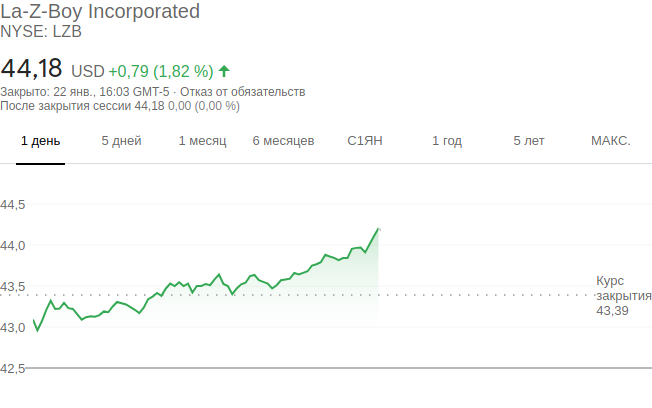 La-Z-Boy Incorporated
NYSE: LZB
44,18 USD +0,79 (1,82 %)
Закрыто: 22 янв., 16:03 GMT-5 · Отказ от обязательств
После закрытия сессии 44,18 0,00 (0,00 %)
1 день 5 дней 1 месяц 6 месяцев С1ЯН 1 год 5 лет МАКС.
44,5
44,0
43,5
Курс
закрытия
43,39
43,0
42,5